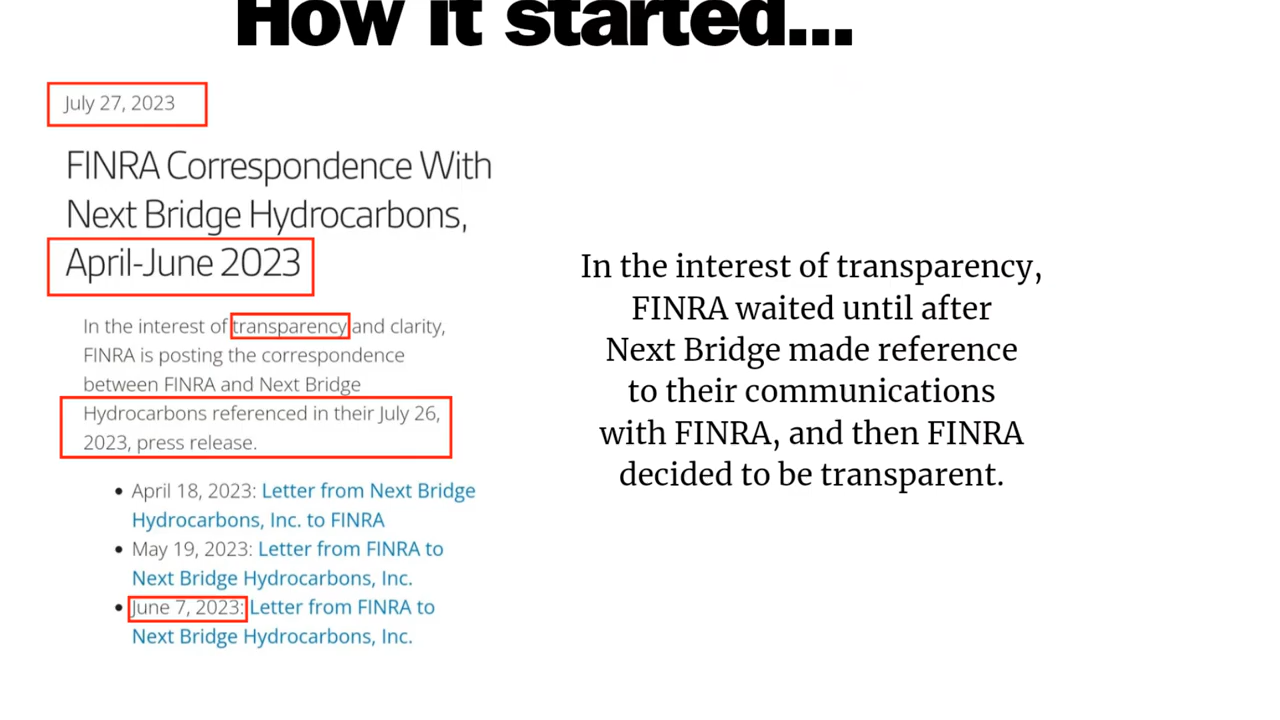 How it started...
July 27, 2023
FINRA Correspondence With
Next Bridge Hydrocarbons,
April-June 2023
In the interest of transparency and clarity,
FINRA is posting the correspondence
between FINRA and Next Bridge
Hydrocarbons referenced in their July 26,
2023, press release.
• April 18, 2023: Letter from Next Bridge
Hydrocarbons, Inc. to FINRA
• May 19, 2023: Letter from FINRA to
Next Bridge Hydrocarbons, Inc.
• June 7, 2023: Letter from FINRA to
Next Bridge Hydrocarbons, Inc.
In the interest of transparency,
FINRA waited until after
Next Bridge made reference
to their communications
with FINRA, and then FINRA
decided to be transparent.